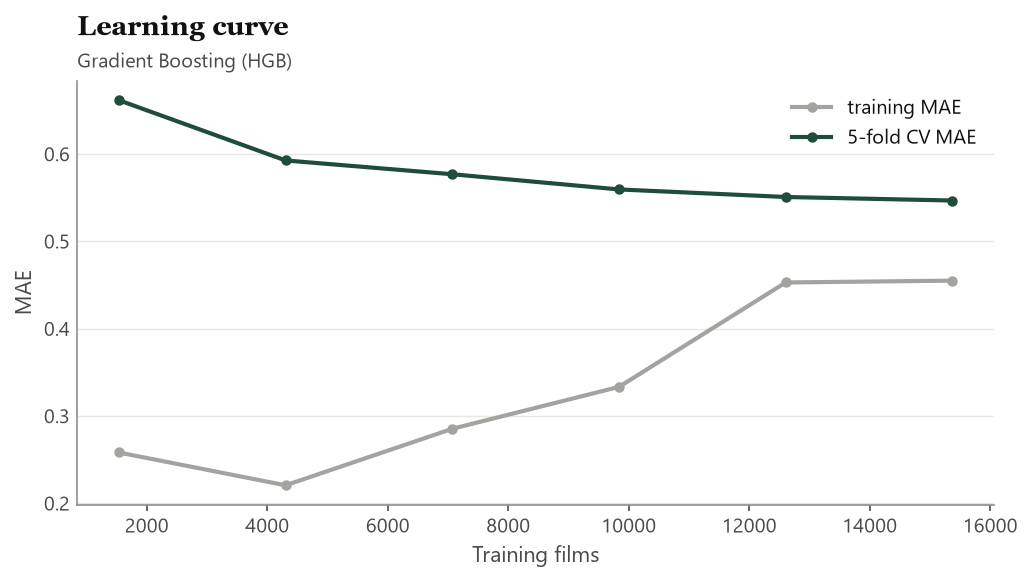 Learning curve
Gradient Boosting (HGB)
training MAE
5-fold CV MAE
0.6
0.5
0.4
0.3
0.2
MAE
2000 4000 6000 8000 10000 12000 14000 16000
Training films